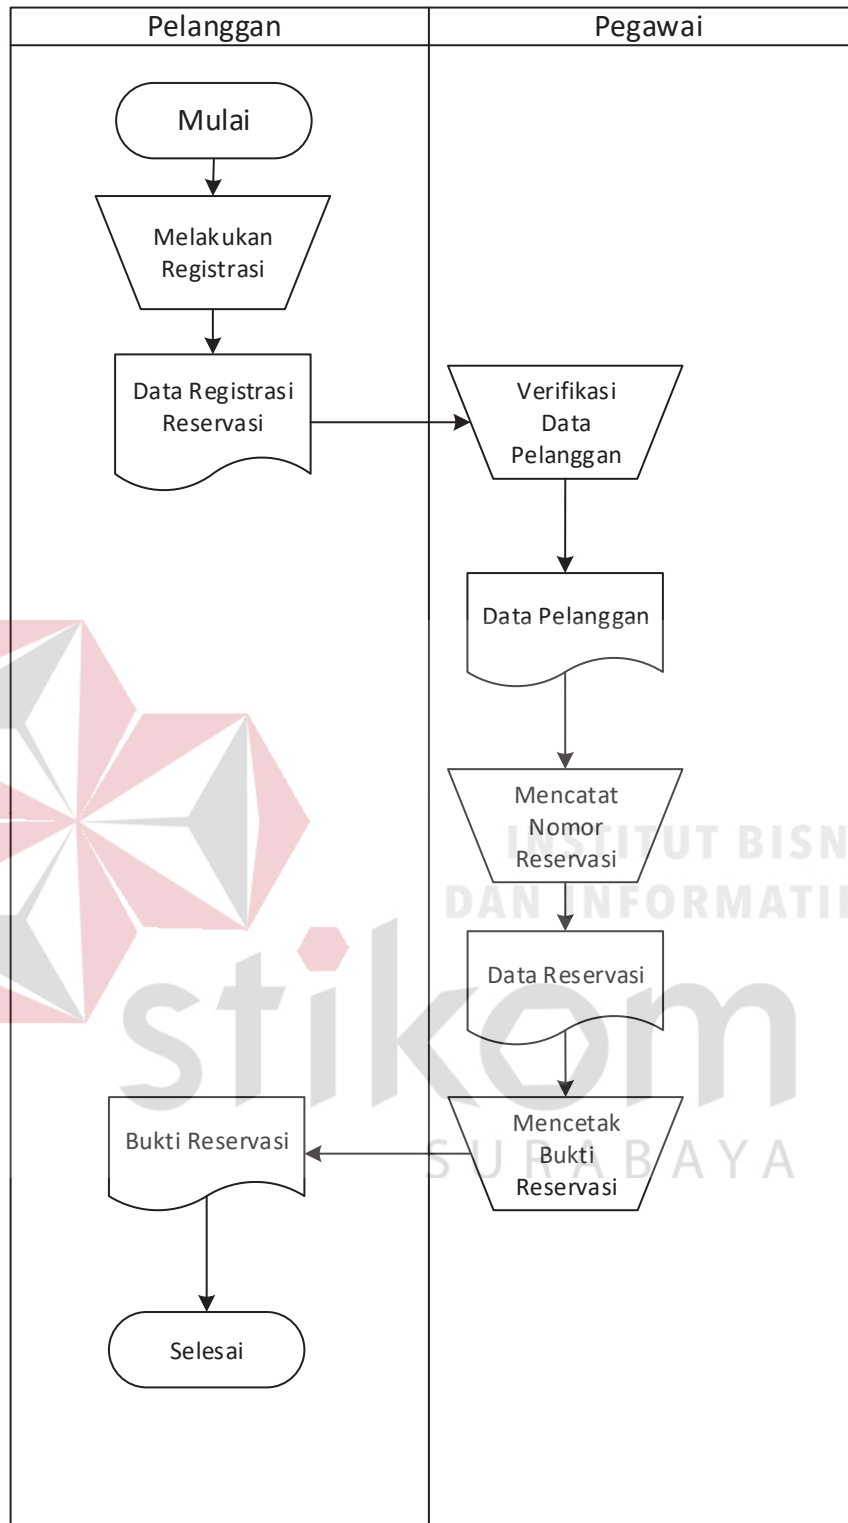 Pelanggan
Pegawai
Mulai
Melakukan
Registrasi
Data Registrasi
Reservasi
Verifikasi
Data
Pelanggan
Data Pelanggan
Mencatat
Nomor
Reservasi
INSTITUT BISN
DAN INFORMATI
Data Reservasi
stikom
SURABAYA
Mencetak
Bukti
Reservasi
Bukti Reservasi
Selesai